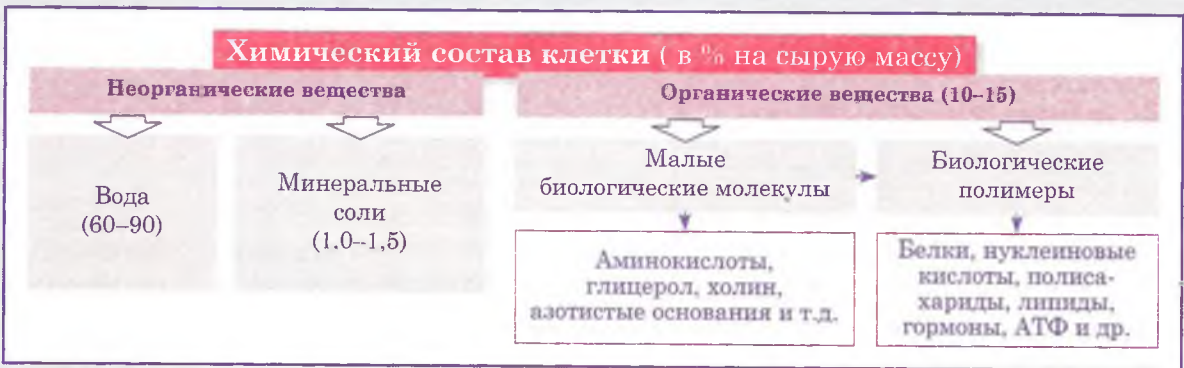 Химический состав клетки ( в % на сырую массу)
Неорганические вещества
Органические вещества (10–15)
Вода
(60–90)
Минеральные
соли
(1,0–1,5)
Малые
биологические молекулы
Биологические
полимеры
Аминокислоты,
глицерол, холин,
азотистые основания и т.д.
Белки, нуклеиновые
кислоты, полиса-
хариды, липиды,
гормоны, АТФ и др.